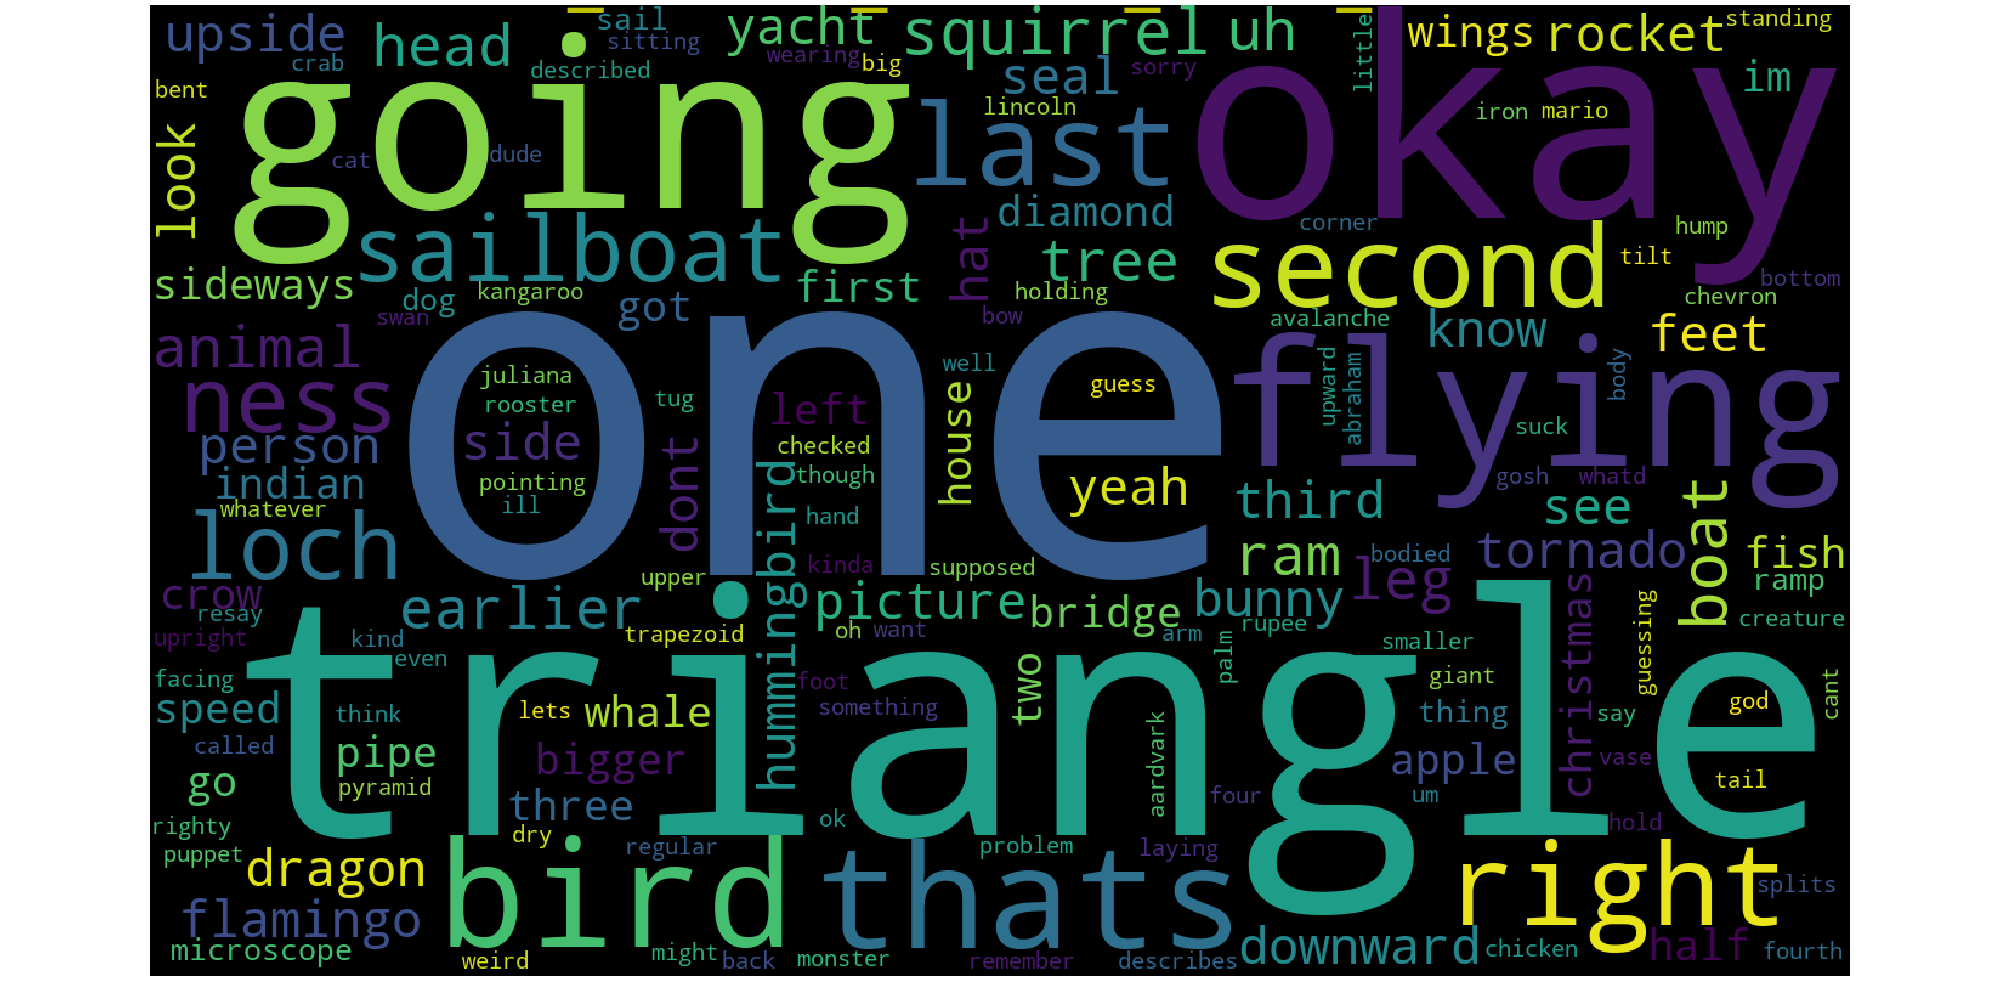 upside
head
sail
sitting
yacht
wearing
squirrel
uh
little
wings
rocket
standing
crab
described
big
seal
sorry
im
bent
going
okay
lincoln
iron
mario
look
cat
dude
last
diamond
corner
hump
sailboat
hat
tree
second
tilt
sideways
dog
kangaroo
got
first
holding
chevron
bottom
swan
bow
avalanche
know
feet
animal
ness
juliana
rooster
tug
one
left
well
guess
flying
upward
abraham
body
person
side
dont
checked
house
suck
indian
pointing
ill
though
yeah
third
gosh
whatd
see
boat
whatever
loch
hand
hummingbird
ram
bodied
tornado
fish
upper
kinda
supposed
leg
ramp
crow
resay
earlier
picture
bridge
bunny
christmas
creature
upright
kind
even
trapezoid
oh
want
arm
rupee
smaller
guessing
facing
triangle
foot
two
palm
giant
god
cant
speed
think
lets
whale
something
thing
say
called
pipe
bigger
aardvark
apple
vase
go
pyramid
three
four
um
tail
righty
dry
ok
hold
puppet
regular
problem
laying
dragon
bird
thats
right
splits
flamingo
microscope
weird
might
back
monster
remember
describes
downward
chicken
half
fourth